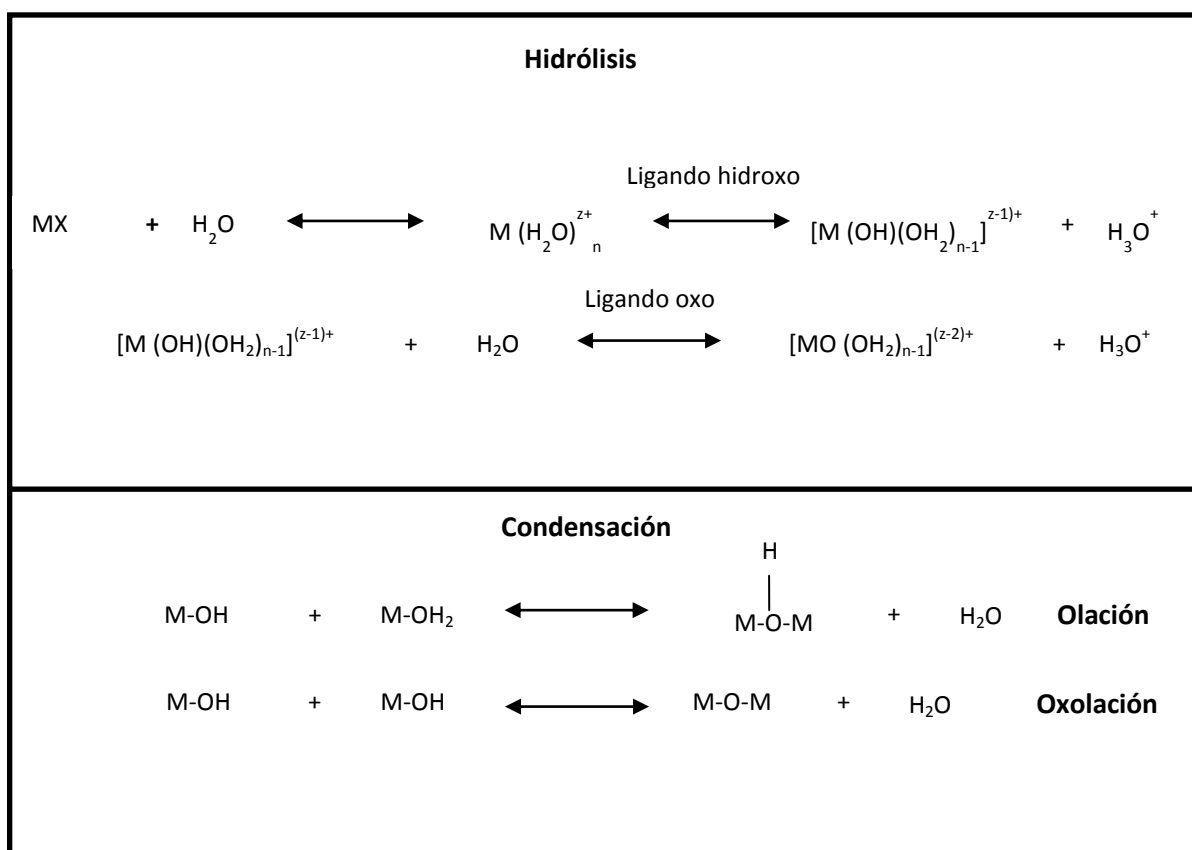 Hidrólisis
Ligando hidroxo
MX + H₂O ⟷ M (H₂O)ₙᶻ⁺ ⟷ [M (OH)(OH₂)ₙ₋₁]ᶻ⁻¹⁾⁺ + H₃O⁺
Ligando oxo
[M (OH)(OH₂)ₙ₋₁]⁽ᶻ⁻¹⁾⁺ + H₂O ⟷ [MO (OH₂)ₙ₋₁]⁽ᶻ⁻²⁾⁺ + H₃O⁺
Condensación
H
M-OH + M-OH₂ ⟷ M-O-M + H₂O Olación
M-OH + M-OH ⟷ M-O-M + H₂O Oxolación